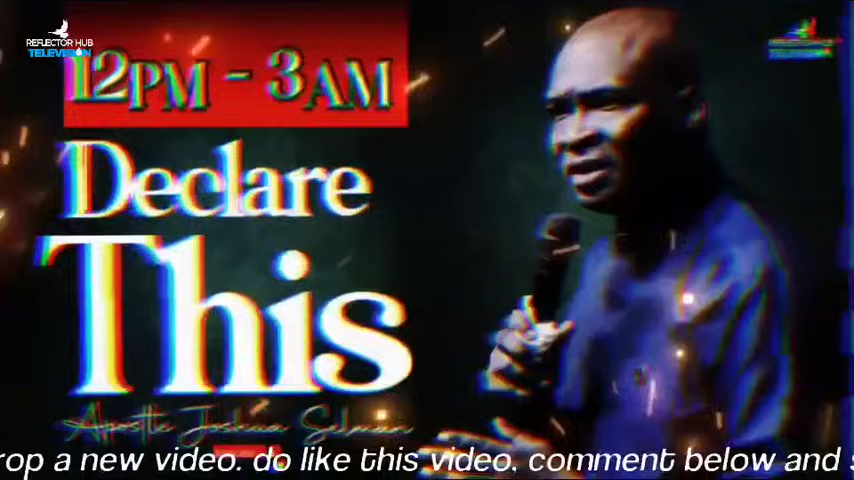 REFLECTOR HUB
TELEVISION
12PM - 3AM
Declare
This
Apostle Joshua Selman
a new video. do like this video, comment below and